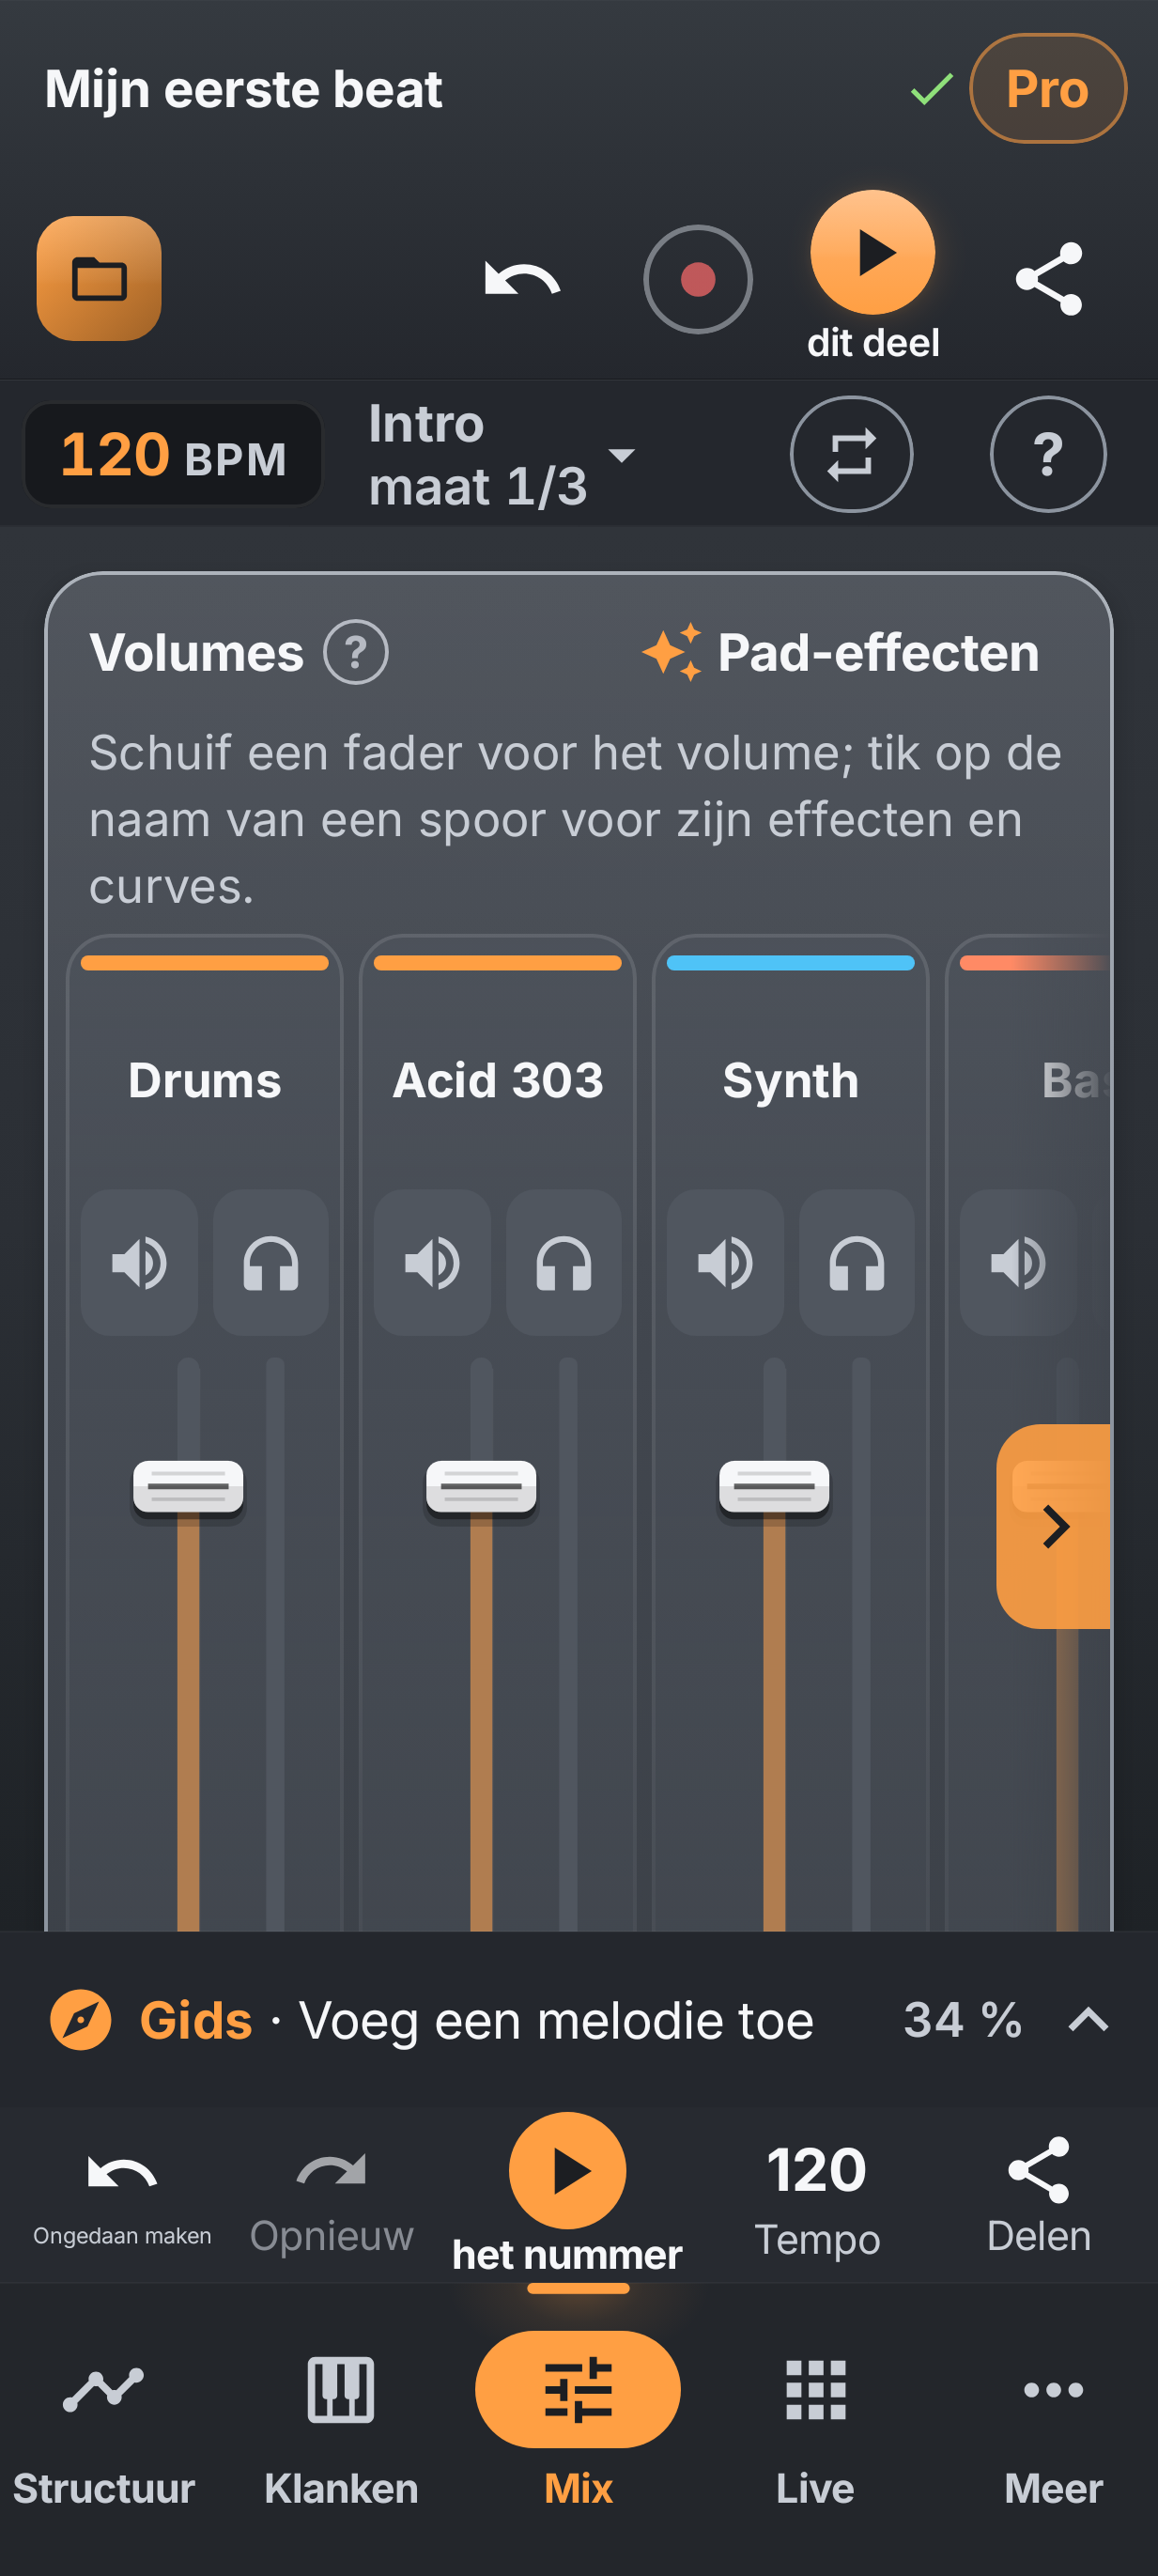 Mijn eerste beat
Pro
dit deel
120 BPM
Intro
maat 1/3
?
Volumes ?
Pad-effecten
Schuif een fader voor het volume; tik op de
naam van een spoor voor zijn effecten en
curves.
Drums
Acid 303
Synth
Gids · Voeg een melodie toe
34 %
Ongedaan maken
Opnieuw
het nummer
120
Tempo
Delen
Structuur
Klanken
Mix
Live
Meer